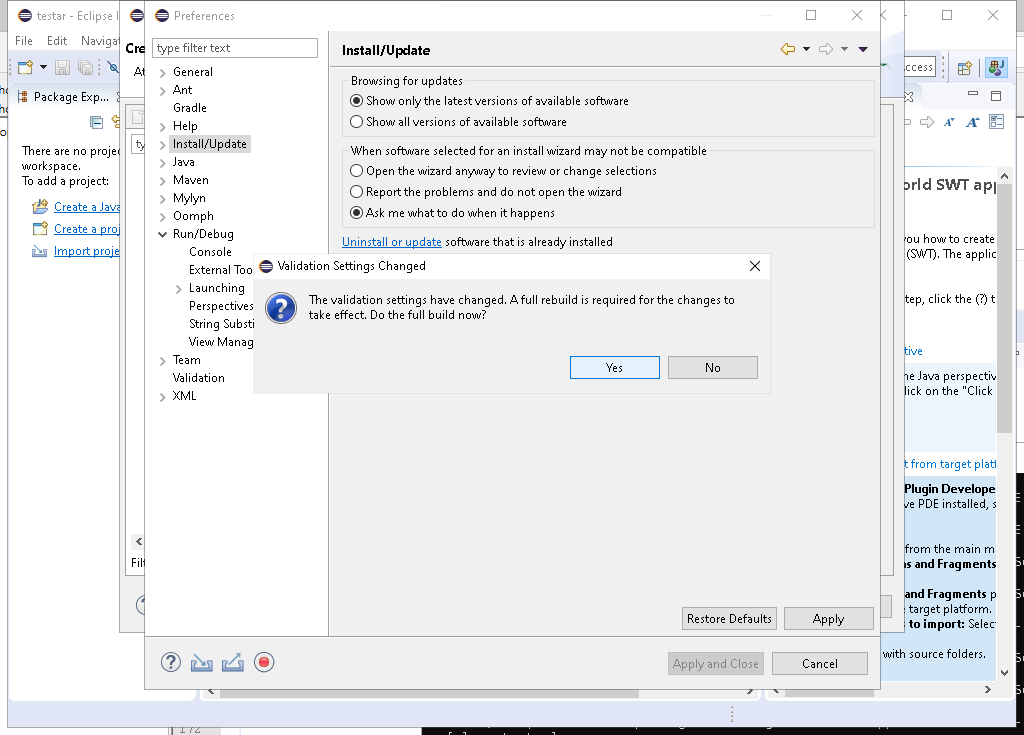 testar - Eclipse I
Preferences
File Edit Navigat
Cre
type filter text
Install/Update
At
ccess
Package Exp...
General
Ant
Gradle
Help
Install/Update
Java
Maven
Mylyn
Oomph
Run/Debug
Console
External Too
Launching
Perspectives
String Substi
View Manag
Team
Validation
XML
Browsing for updates
Show only the latest versions of available software
Show all versions of available software
When software selected for an install wizard may not be compatible
Open the wizard anyway to review or change selections
Report the problems and do not open the wizard
Ask me what to do when it happens
Uninstall or update software that is already installed
There are no projec
workspace.
To add a project:
Create a Java
Create a proj
Import proje
ty
Filt
Validation Settings Changed
The validation settings have changed. A full rebuild is required for the changes to
take effect. Do the full build now?
Yes No
Restore Defaults Apply
Apply and Close Cancel
orld SWT app
you how to create
(SWT). The applic
tep, click the (?) t
tive
he Java perspectiv
lick on the "Click
t from target platf
Plugin Develope
ve PDE installed, s
from the main m
ns and Fragments
and Fragments p
target platform.
s to import: Selec
with source folders.
172